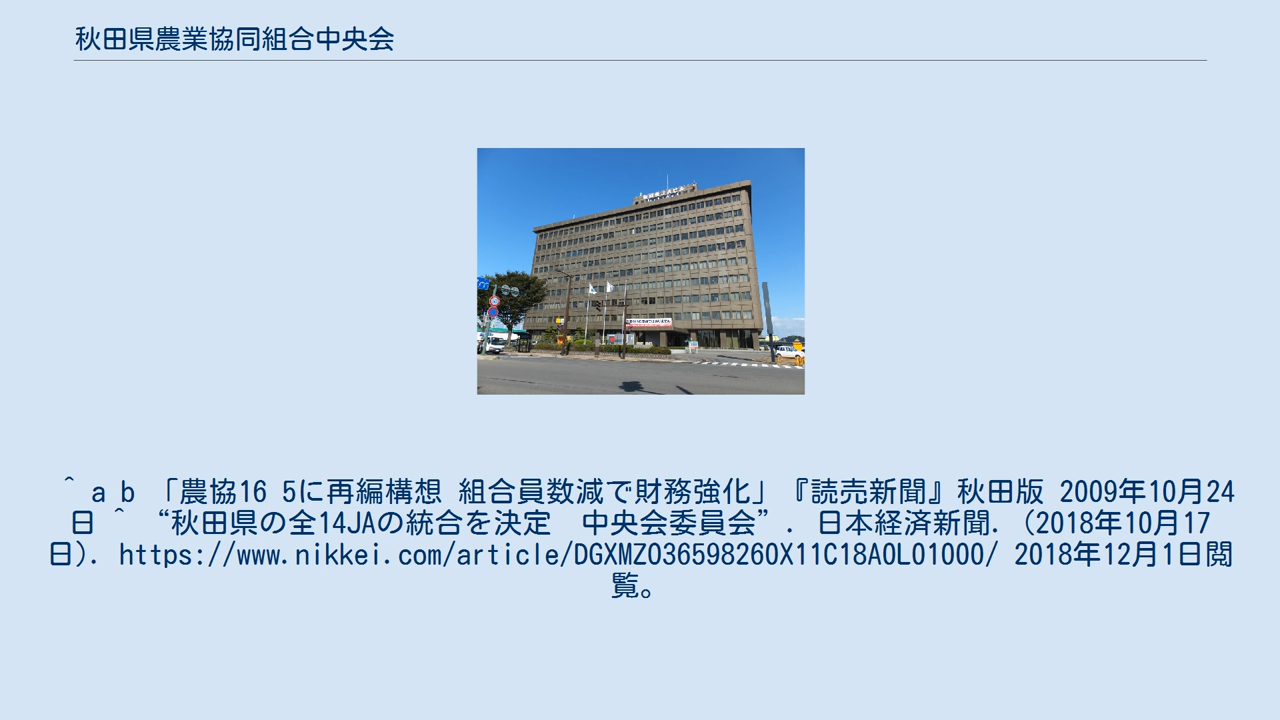 秋田県農業協同組合中央会
^ a b 「農協16 5に再編構想 組合員数減で財務強化」『読売新聞』秋田版 2009年10月24
日 ^ “秋田県の全14JAの統合を決定　中央会委員会”. 日本経済新聞. (2018年10月17
日). https://www.nikkei.com/article/DGXMZO36598260X11C18A0L01000/ 2018年12月1日閲
覧。